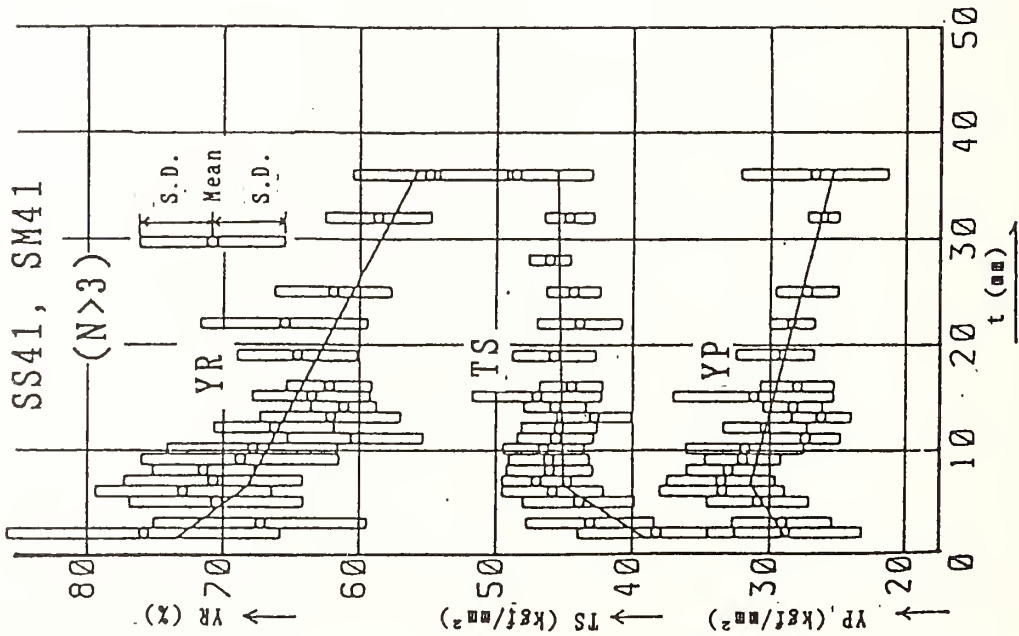 SS41, SM41
(N>3)
S.D.
Mean
S.D.
YR
TS
YP
YR (%)
80
70
60
TS (kgf/mm²)
50
40
YP, (kgf/mm²)
30
20
0 10 20 30 40 50
t (mm)